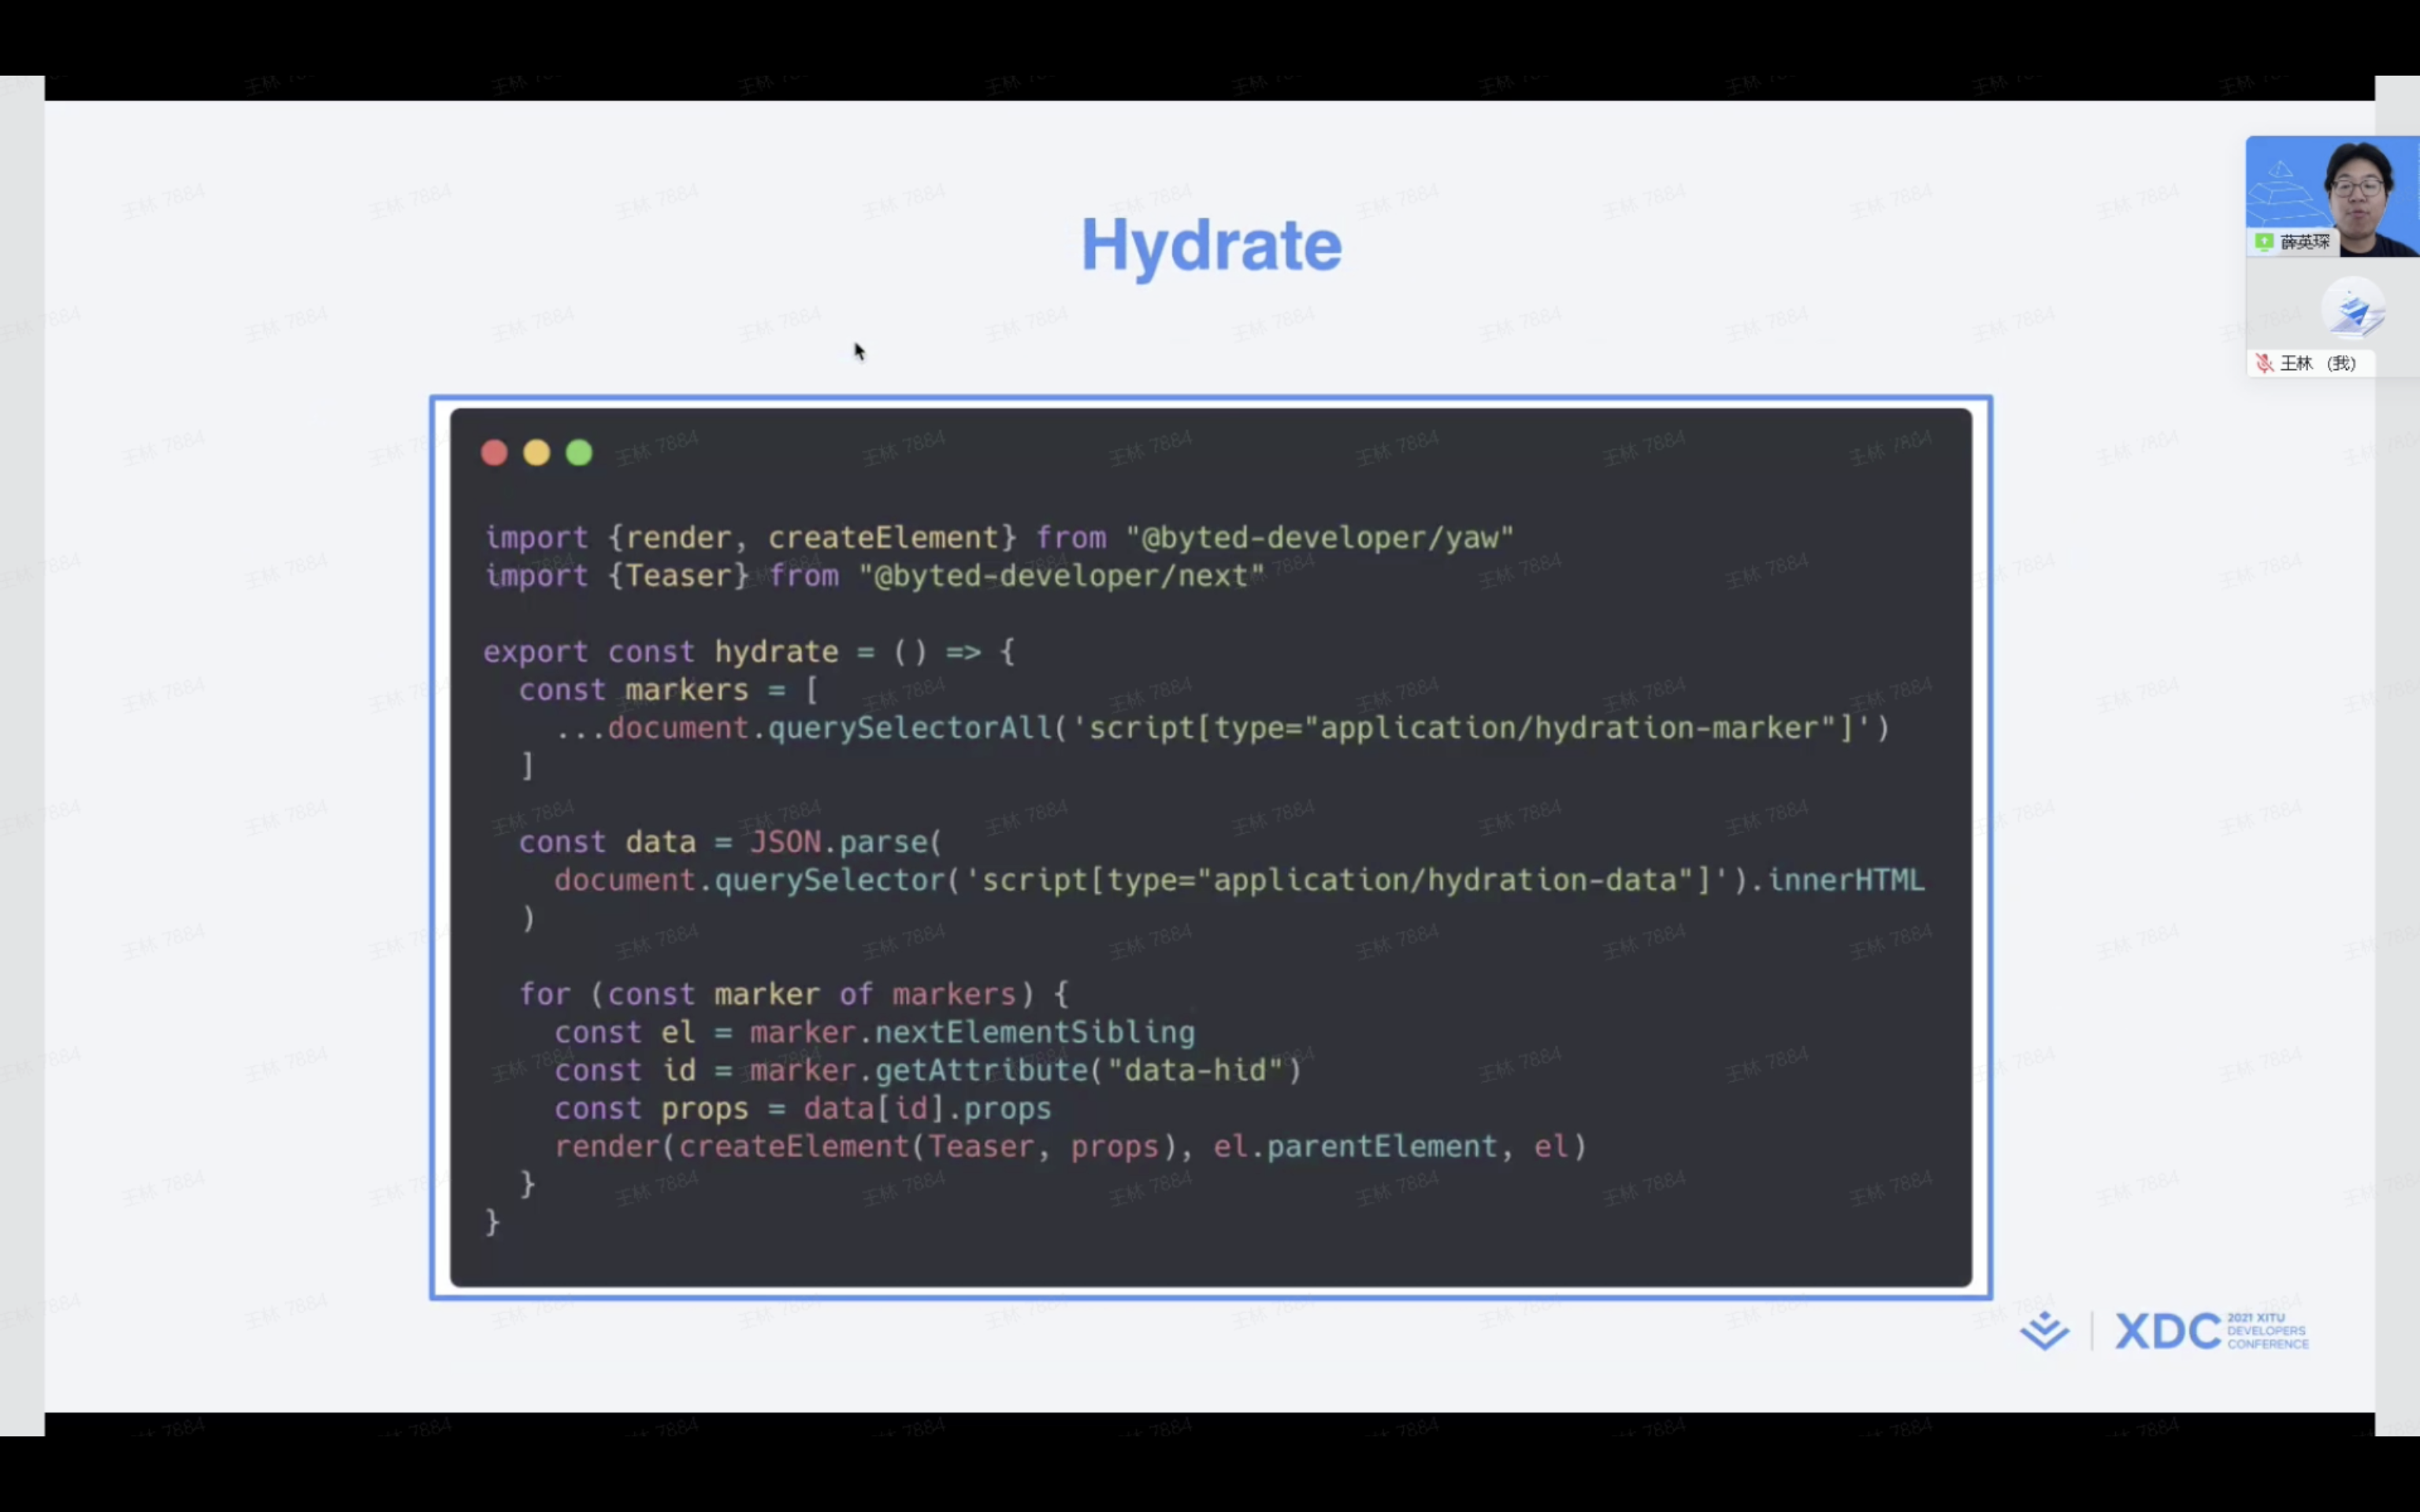 Hydrate
薛英琛
王林 (我)
import {render, createElement} from "@byted-developer/yaw"
import {Teaser} from "@byted-developer/next"
export const hydrate = () => {
  const markers = [
    ...document.querySelectorAll('script[type="application/hydration-marker"]')
  ]
  const data = JSON.parse(
    document.querySelector('script[type="application/hydration-data"]').innerHTML
  )
  for (const marker of markers) {
    const el = marker.nextElementSibling
    const id = marker.getAttribute("data-hid")
    const props = data[id].props
    render(createElement(Teaser, props), el.parentElement, el)
  }
}
XDC
2021 XITU
DEVELOPERS
CONFERENCE
王林 7884